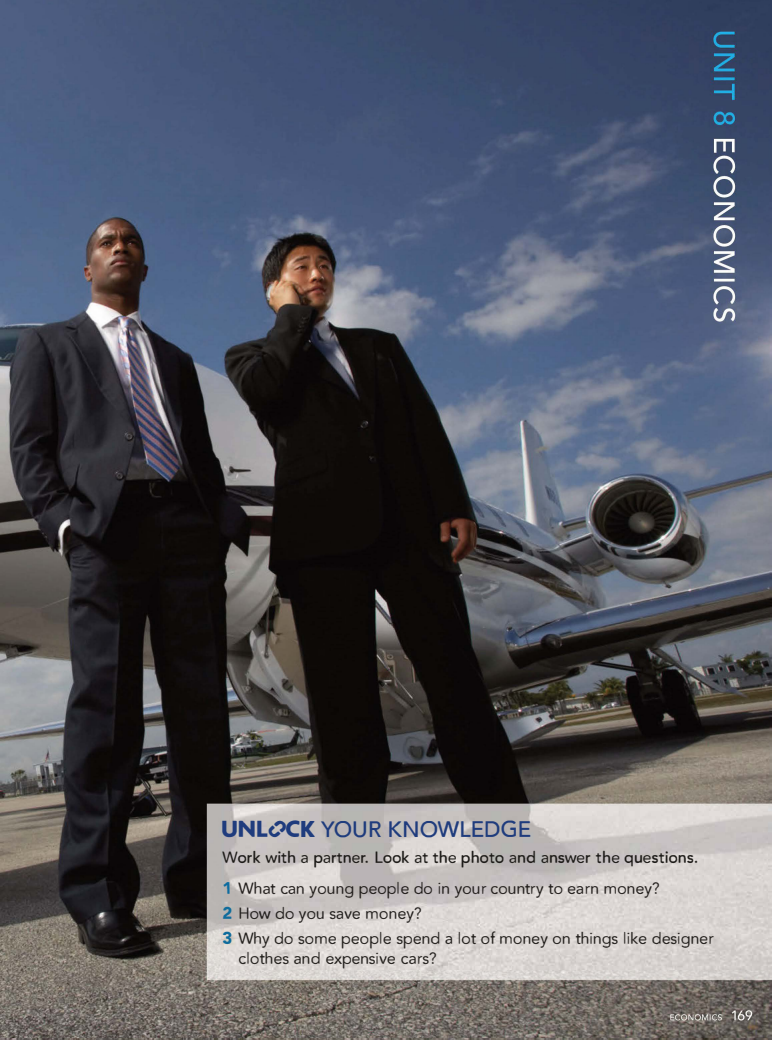 UNIT 8 ECONOMICS
UNLOCK YOUR KNOWLEDGE
Work with a partner. Look at the photo and answer the questions.
1 What can young people do in your country to earn money?
2 How do you save money?
3 Why do some people spend a lot of money on things like designer
clothes and expensive cars?
ECONOMICS 169